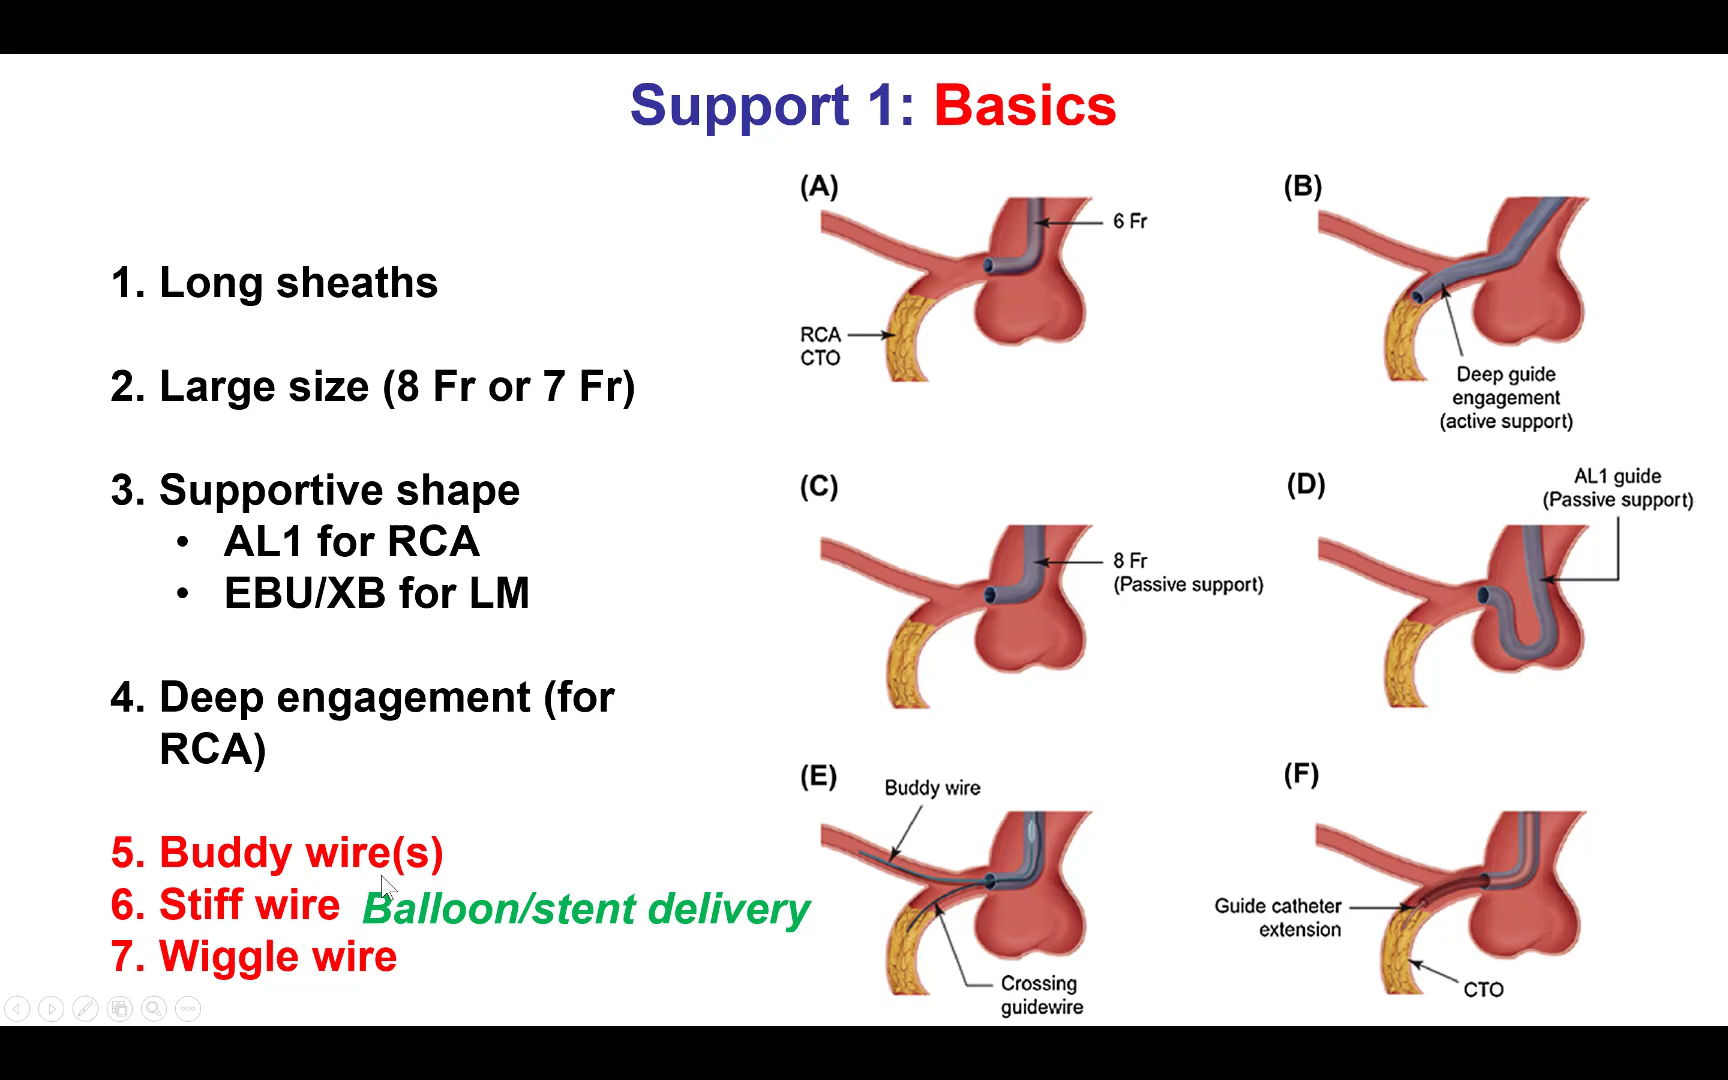 Support 1: Basics
1. Long sheaths
2. Large size (8 Fr or 7 Fr)
3. Supportive shape
• AL1 for RCA
• EBU/XB for LM
4. Deep engagement (for
RCA)
5. Buddy wire(s)
6. Stiff wire
Balloon/stent delivery
7. Wiggle wire
(A)
6 Fr
RCA
CTO
(B)
Deep guide
engagement
(active support)
(C)
8 Fr
(Passive support)
(D)
AL1 guide
(Passive support)
(E)
Buddy wire
Crossing
guidewire
(F)
Guide catheter
extension
CTO